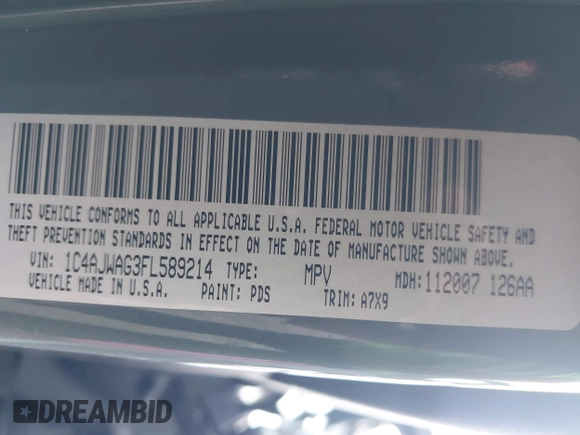 THIS VEHICLE CONFORMS TO ALL APPLICABLE U.S.A. FEDERAL MOTOR VEHICLE SAFETY AND
THEFT PREVENTION STANDARDS IN EFFECT ON THE DATE OF MANUFACTURE SHOWN ABOVE.
VIN: 1C4AJWAG3FL589214 TYPE: MPV MDH: 112007 126AA
VEHICLE MADE IN U.S.A. PAINT: PDS TRIM: A7X9
DREAMBID